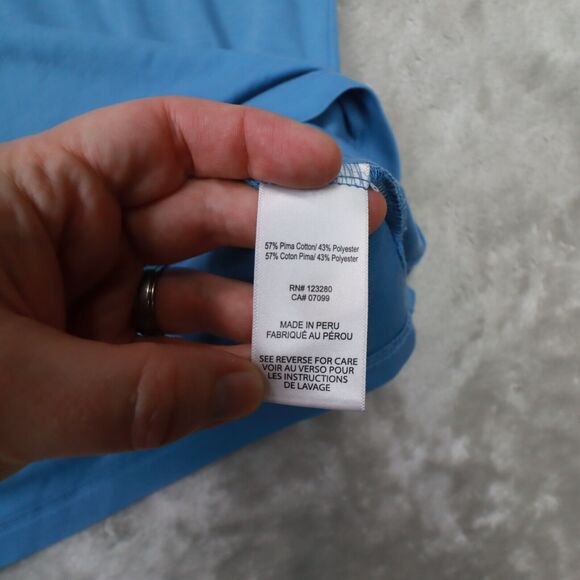 57% Pima Cotton/ 43% Polyester
57% Coton Pima/ 43% Polyester
RN# 123280
CA# 07099
MADE IN PERU
FABRIQUÉ AU PÉROU
SEE REVERSE FOR CARE
VOIR AU VERSO POUR
LES INSTRUCTIONS
DE LAVAGE